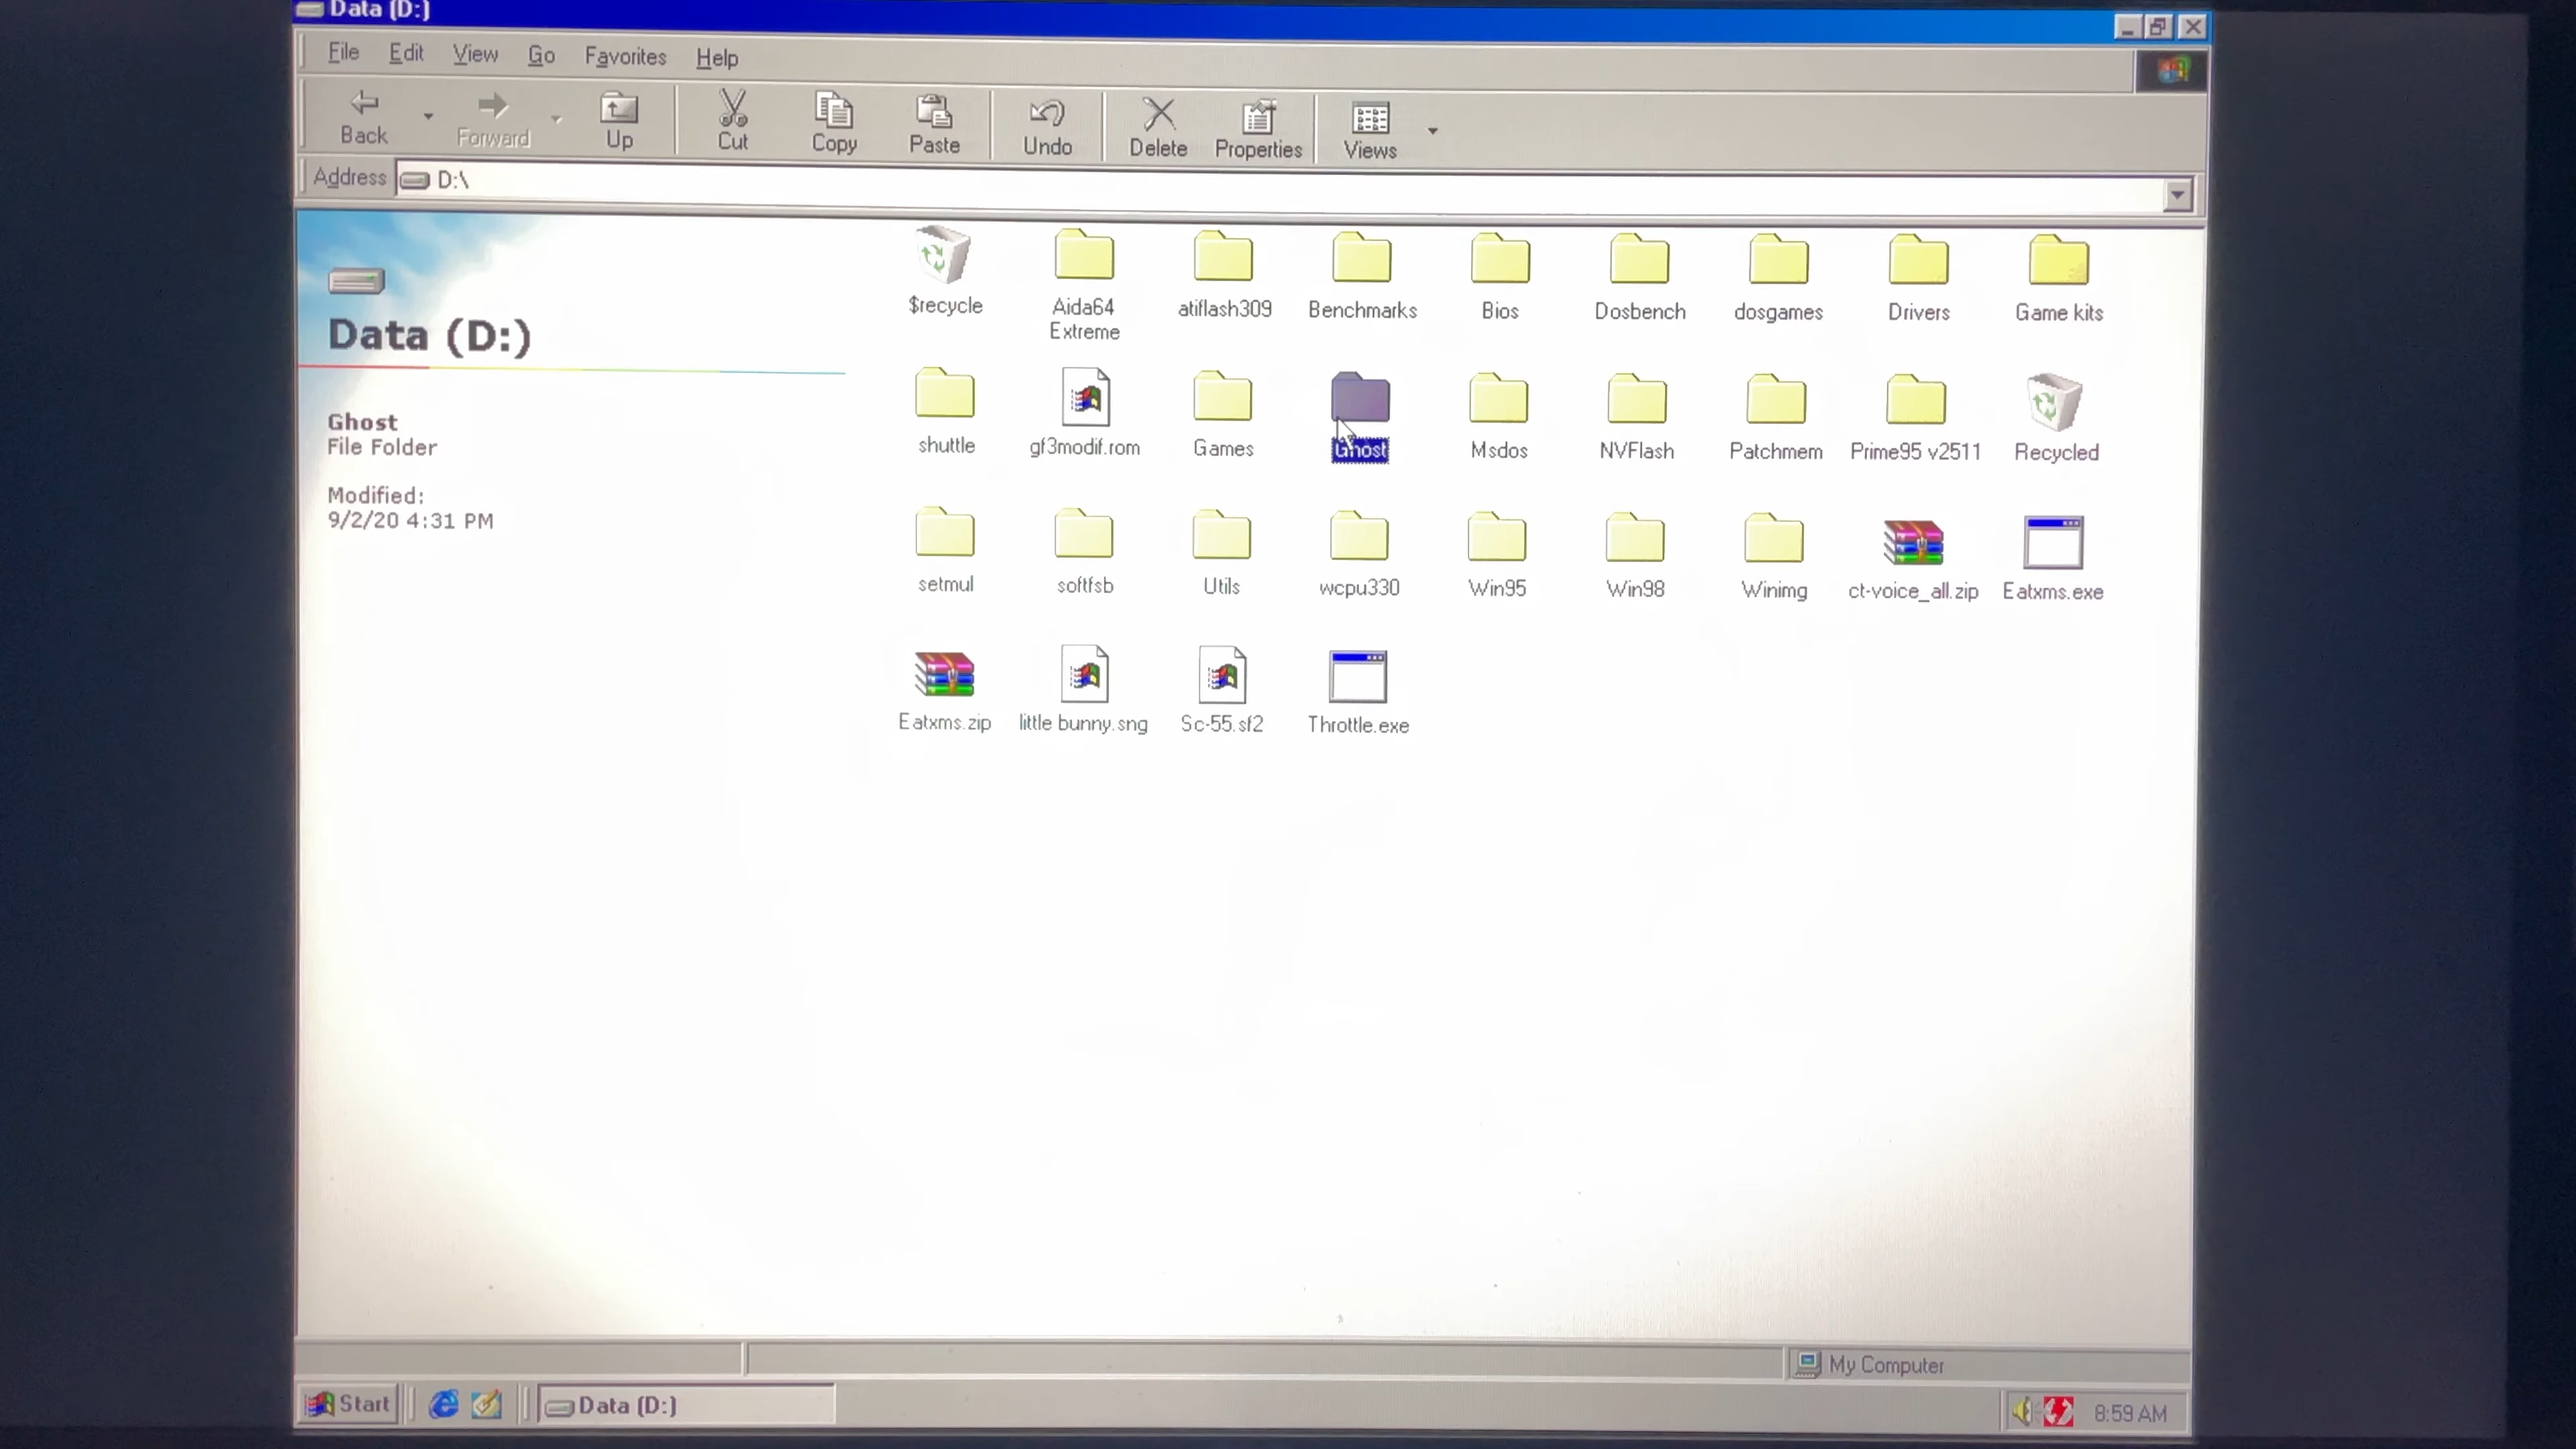 Data (D:)
File Edit View Go Favorites Help
Back Forward Up Cut Copy Paste Undo Delete Properties Views
Address D:\
Data (D:)
Ghost
File Folder
Modified:
9/2/20 4:31 PM
$recycle Aida64 Extreme atiflash309 Benchmarks Bios Dosbench dosgames Drivers Game kits
shuttle gf3modif.rom Games Ghost Msdos NVFlash Patchmem Prime95 v2511 Recycled
setmul softfsb Utils wcpu330 Win95 Win98 Winimg ct-voice_all.zip Eatxms.exe
Eatxms.zip little bunny.sng Sc-55.sf2 Throttle.exe
My Computer
Start Data (D:) 8:59 AM